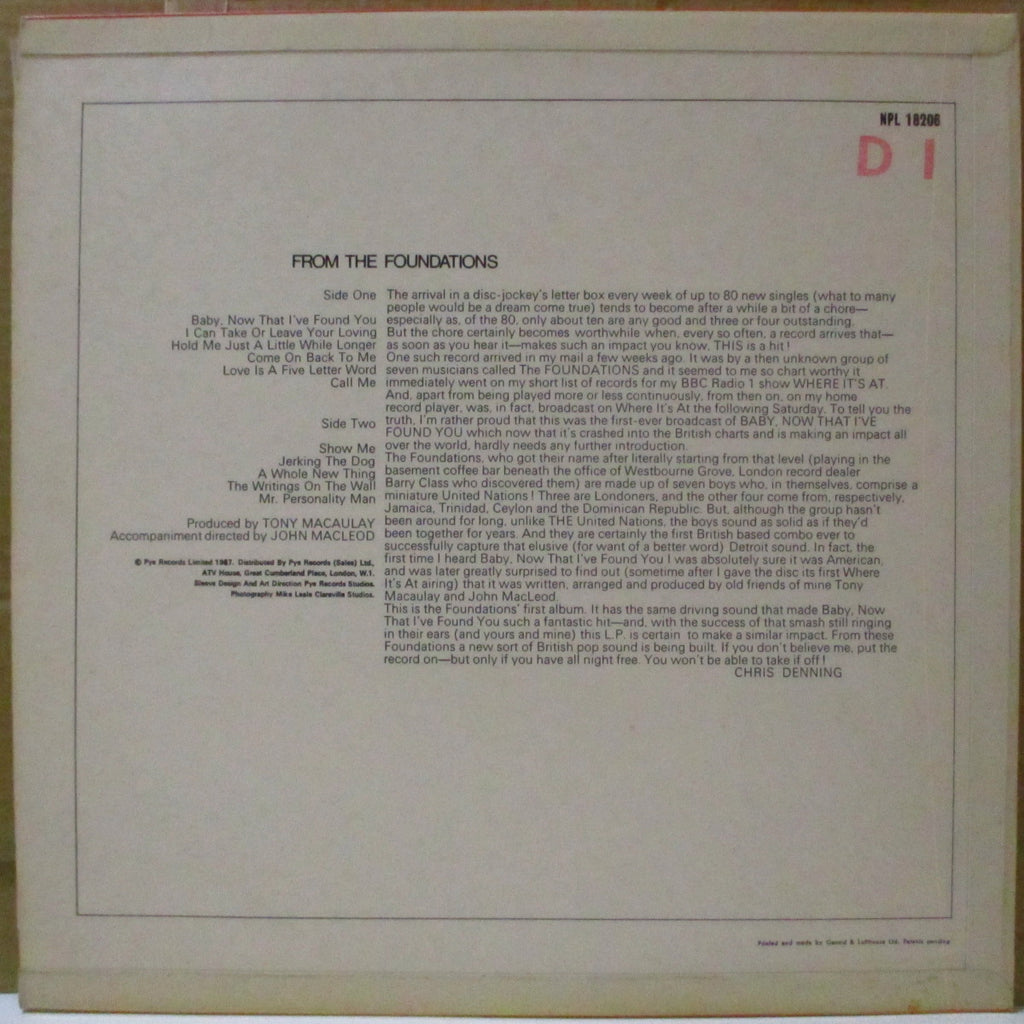 NPL 18206
D I
FROM THE FOUNDATIONS
Side One
Baby, Now That I've Found You
I Can Take Or Leave Your Loving
Hold Me Just A Little While Longer
Come On Back To Me
Love Is A Five Letter Word
Call Me
Side Two
Show Me
Jerking The Dog
A Whole New Thing
The Writings On The Wall
Mr. Personality Man
Produced by TONY MACAULAY
Accompaniment directed by JOHN MACLEOD
© Pye Records Limited 1967. Distributed By Pye Records (Sales) Ltd.,
ATV House, Great Cumberland Place, London, W.1.
Sleeve Design And Art Direction Pye Records Studios.
Photography Mike Leale Clareville Studios.
The arrival in a disc-jockey's letter box every week of up to 80 new singles (what to many
people would be a dream come true) tends to become after a while a bit of a chore—
especially as, of the 80, only about ten are any good and three or four outstanding.
But the chore certainly becomes worthwhile when, every so often, a record arrives that—
as soon as you hear it—makes such an impact you know, THIS is a hit!
One such record arrived in my mail a few weeks ago. It was by a then unknown group of
seven musicians called The FOUNDATIONS and it seemed to me so chart worthy it
immediately went on my short list of records for my BBC Radio 1 show WHERE IT'S AT.
And, apart from being played more or less continuously, from then on, on my home
record player, was, in fact, broadcast on Where It's At the following Saturday. To tell you the
truth, I'm rather proud that this was the first-ever broadcast of BABY, NOW THAT I'VE
FOUND YOU which now that it's crashed into the British charts and is making an impact all
over the world, hardly needs any further introduction.
The Foundations, who got their name after literally starting from that level (playing in the
basement coffee bar beneath the office of Westbourne Grove, London record dealer
Barry Class who discovered them) are made up of seven boys who, in themselves, comprise a
miniature United Nations! Three are Londoners, and the other four come from, respectively,
Jamaica, Trinidad, Ceylon and the Dominican Republic. But, although the group hasn't
been around for long, unlike THE United Nations, the boys sound as solid as if they'd
been together for years. And they are certainly the first British based combo ever to
successfully capture that elusive (for want of a better word) Detroit sound. In fact, the
first time I heard Baby, Now That I've Found You I was absolutely sure it was American,
and was later greatly surprised to find out (sometime after I gave the disc its first Where
It's At airing) that it was written, arranged and produced by old friends of mine Tony
Macaulay and John MacLeod.
This is the Foundations' first album. It has the same driving sound that made Baby, Now
That I've Found You such a fantastic hit—and, with the success of that smash still ringing
in their ears (and yours and mine) this L.P. is certain to make a similar impact. From these
Foundations a new sort of British pop sound is being built. If you don't believe me, put the
record on—but only if you have all night free. You won't be able to take if off!
CHRIS DENNING
Printed and made by Garrod & Lofthouse Ltd. Patents pending